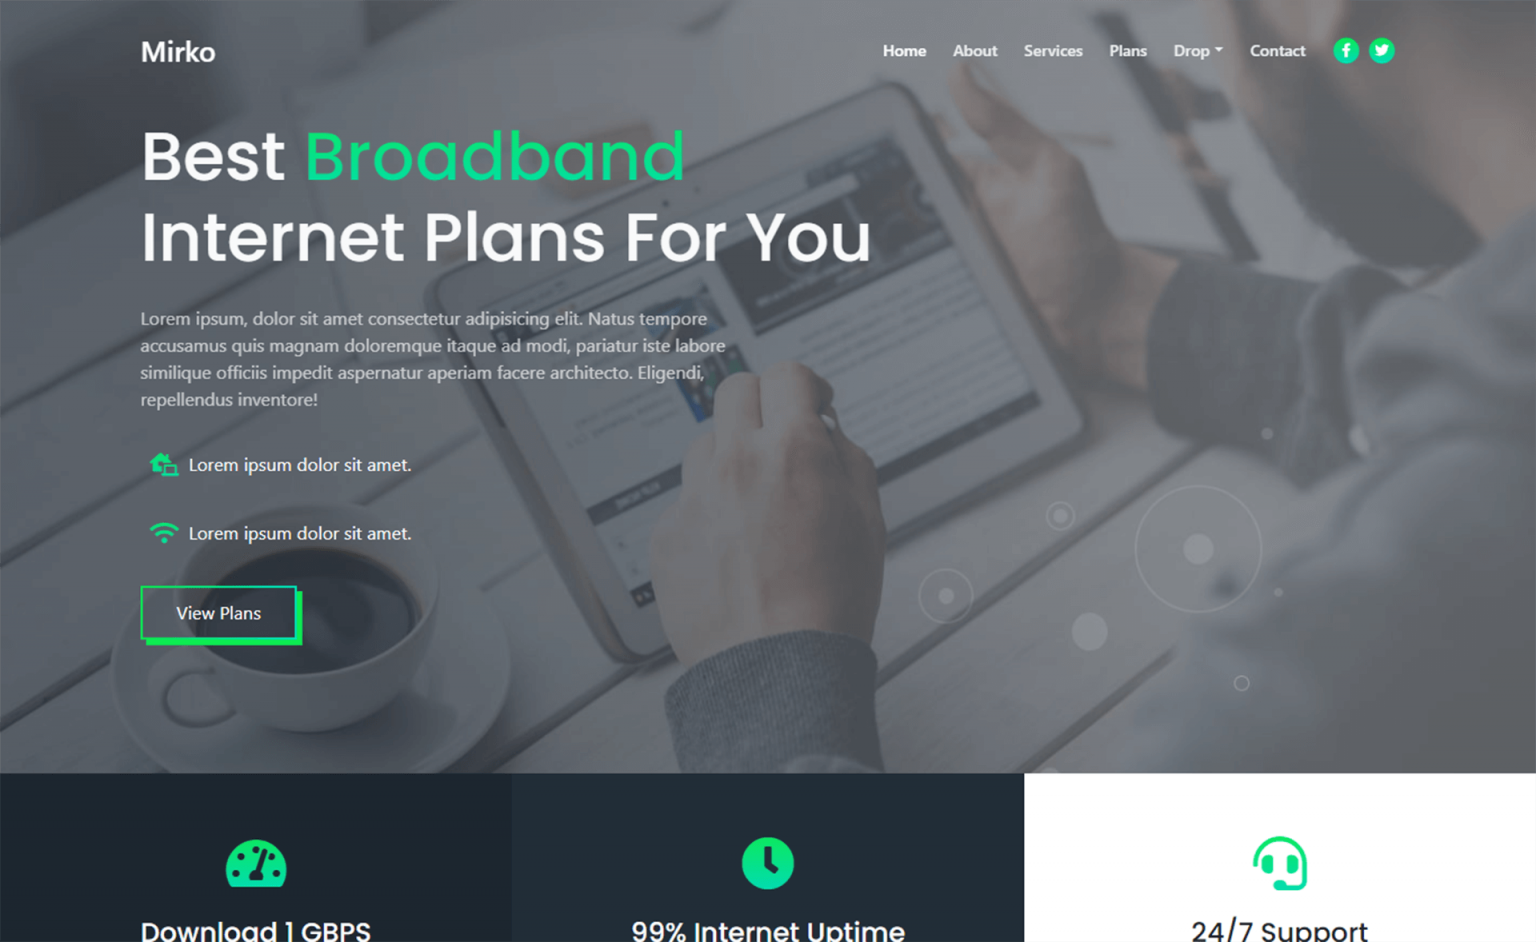 Mirko
Home About Services Plans Drop Contact
Best Broadband
Internet Plans For You
Lorem ipsum, dolor sit amet consectetur adipisicing elit. Natus tempore
accusamus quis magnam doloremque itaque ad modi, pariatur iste labore
similique officiis impedit aspernatur aperiam facere architecto. Eligendi,
repellendus inventore!
Lorem ipsum dolor sit amet.
Lorem ipsum dolor sit amet.
View Plans
Download 1 GBPS
99% Internet Uptime
24/7 Support